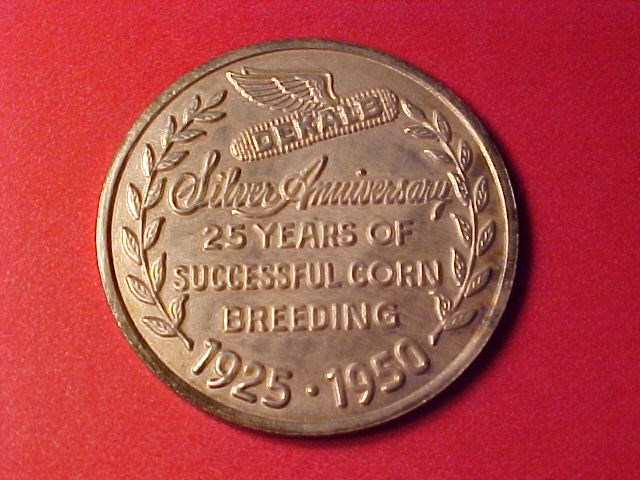 DEKALB
Silver Anniversary
25 YEARS OF
SUCCESSFUL CORN
BREEDING
1925 · 1950